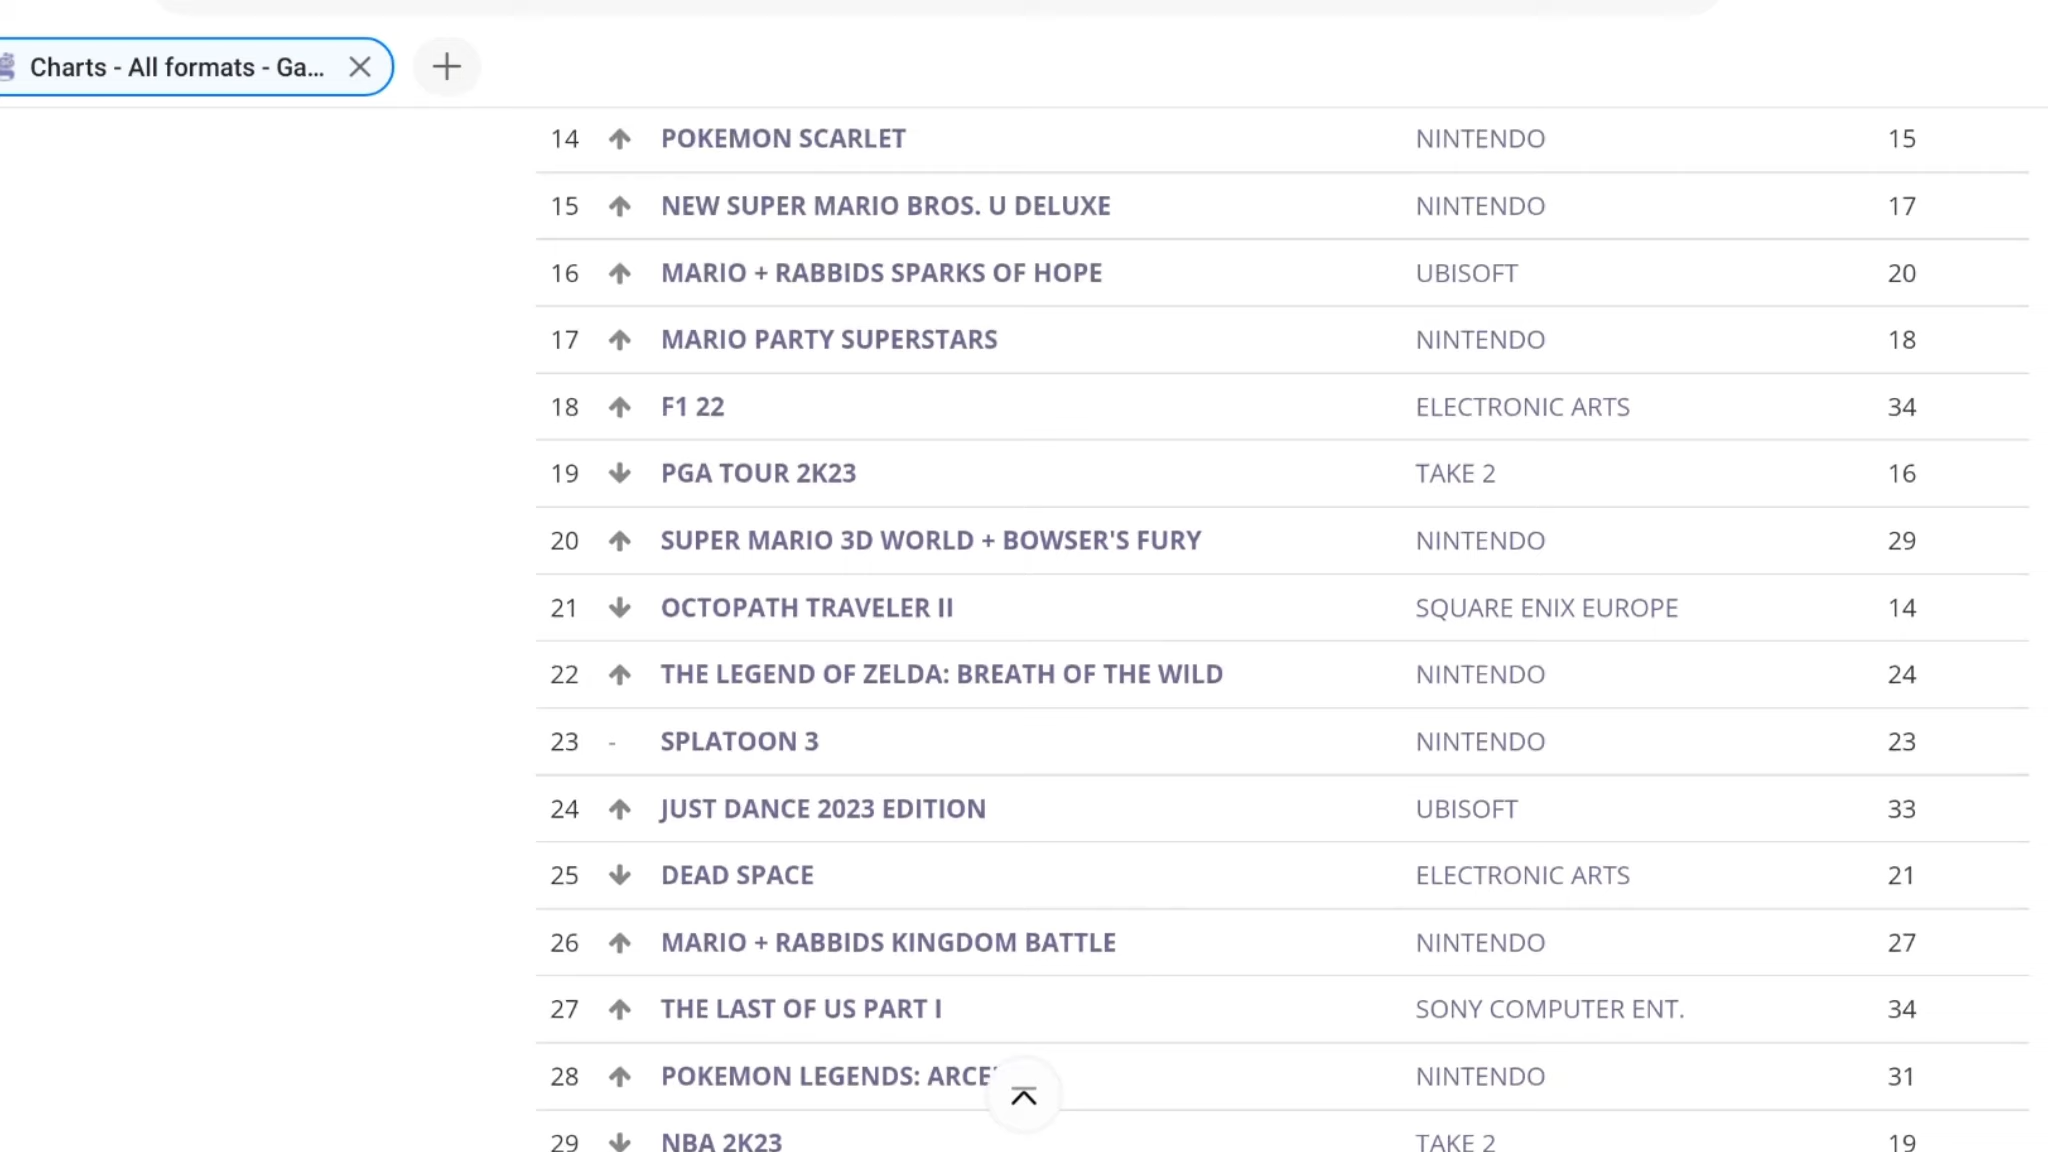 Charts - All formats - Ga...
14 POKEMON SCARLET NINTENDO 15
15 NEW SUPER MARIO BROS. U DELUXE NINTENDO 17
16 MARIO + RABBIDS SPARKS OF HOPE UBISOFT 20
17 MARIO PARTY SUPERSTARS NINTENDO 18
18 F1 22 ELECTRONIC ARTS 34
19 PGA TOUR 2K23 TAKE 2 16
20 SUPER MARIO 3D WORLD + BOWSER'S FURY NINTENDO 29
21 OCTOPATH TRAVELER II SQUARE ENIX EUROPE 14
22 THE LEGEND OF ZELDA: BREATH OF THE WILD NINTENDO 24
23 - SPLATOON 3 NINTENDO 23
24 JUST DANCE 2023 EDITION UBISOFT 33
25 DEAD SPACE ELECTRONIC ARTS 21
26 MARIO + RABBIDS KINGDOM BATTLE NINTENDO 27
27 THE LAST OF US PART I SONY COMPUTER ENT. 34
28 POKEMON LEGENDS: NINTENDO 31
29 NBA 2K23 TAKE 2 19